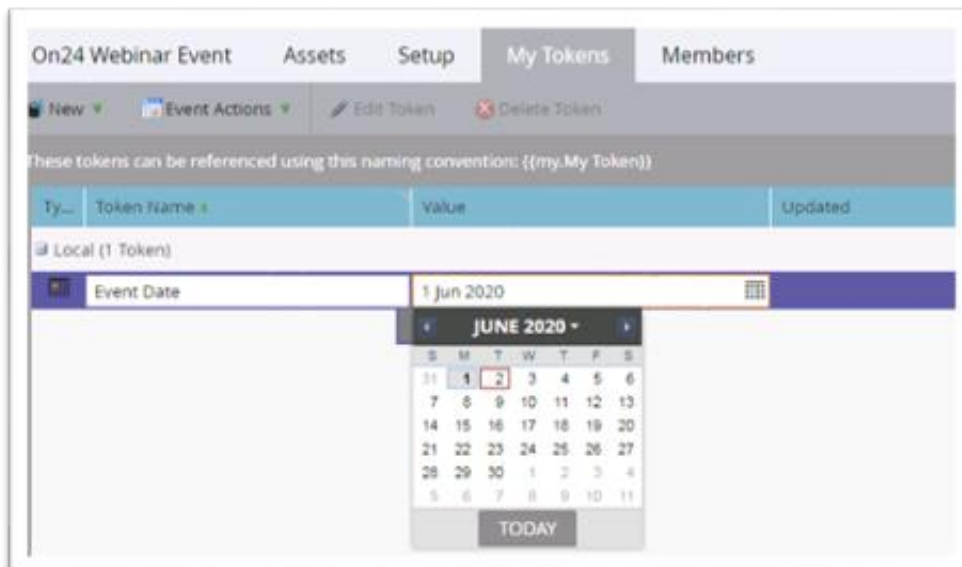 On24 Webinar Event Assets Setup My Tokens Members
New Event Actions Edit Token Delete Token
These tokens can be referenced using this naming convention: {{my.My Token}}
Ty... Token Name Value Updated
Local (1 Token)
Event Date 1 Jun 2020
JUNE 2020
S M T W T F S
31 1 2 3 4 5 6
7 8 9 10 11 12 13
14 15 16 17 18 19 20
21 22 23 24 25 26 27
28 29 30 1 2 3 4
5 6 7 8 9 10 11
TODAY